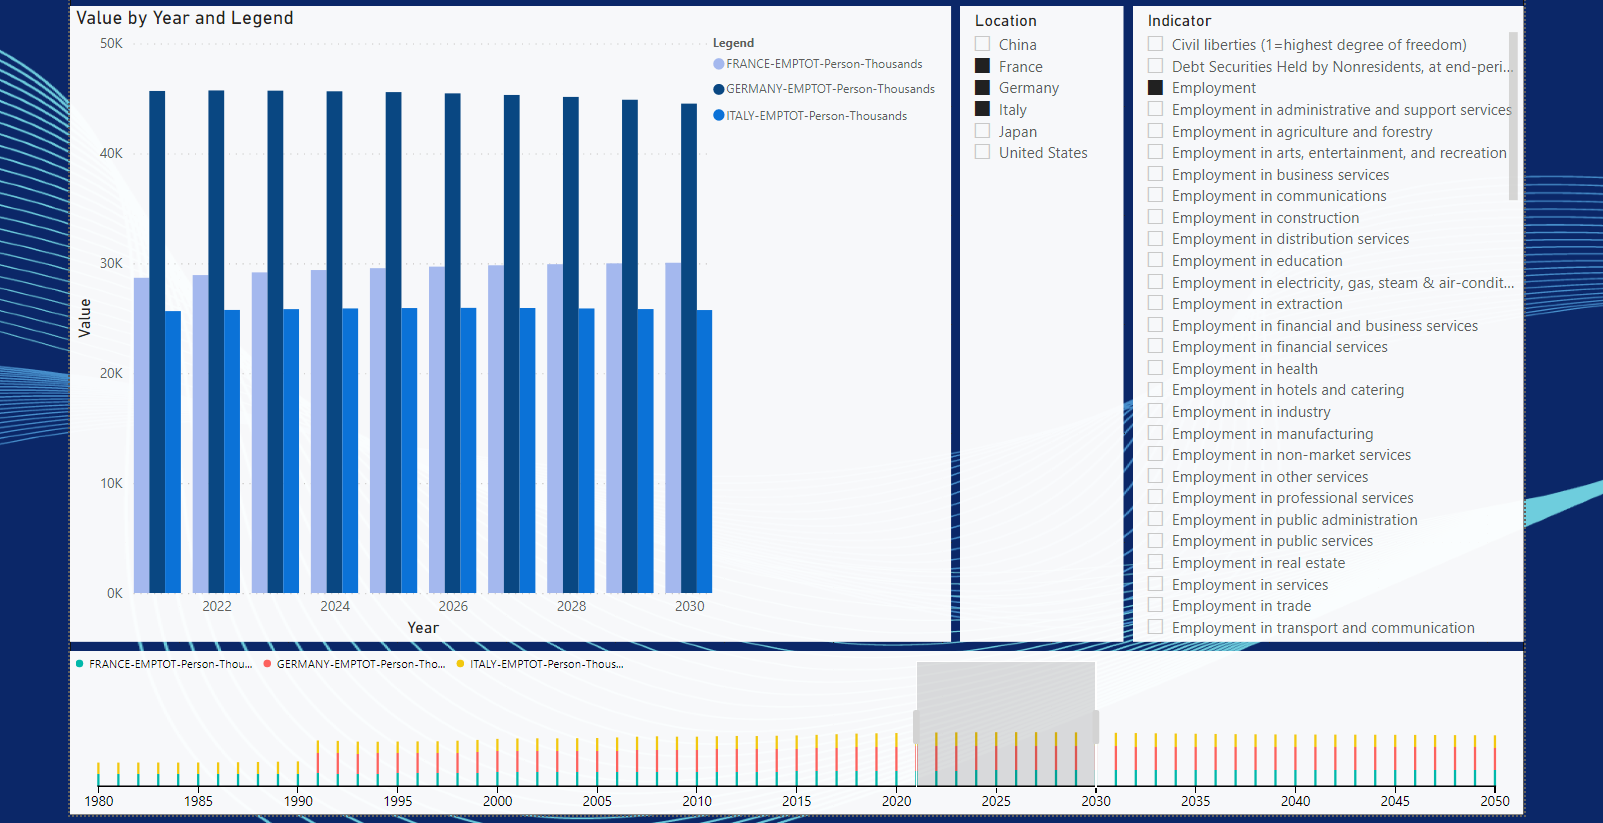 Value by Year and Legend
50K
40K
30K
20K
10K
0K
Value
2022 2024 2026 2028 2030
Year
Legend
FRANCE-EMPTOT-Person-Thousands
GERMANY-EMPTOT-Person-Thousands
ITALY-EMPTOT-Person-Thousands
Location
China
France
Germany
Italy
Japan
United States
Indicator
Civil liberties (1=highest degree of freedom)
Debt Securities Held by Nonresidents, at end-peri...
Employment
Employment in administrative and support services
Employment in agriculture and forestry
Employment in arts, entertainment, and recreation
Employment in business services
Employment in communications
Employment in construction
Employment in distribution services
Employment in education
Employment in electricity, gas, steam & air-condit...
Employment in extraction
Employment in financial and business services
Employment in financial services
Employment in health
Employment in hotels and catering
Employment in industry
Employment in manufacturing
Employment in non-market services
Employment in other services
Employment in professional services
Employment in public administration
Employment in public services
Employment in real estate
Employment in services
Employment in trade
Employment in transport and communication
FRANCE-EMPTOT-Person-Thou... GERMANY-EMPTOT-Person-Tho... ITALY-EMPTOT-Person-Thous...
1980 1985 1990 1995 2000 2005 2010 2015 2020 2025 2030 2035 2040 2045 2050